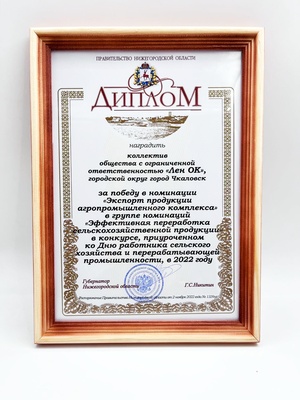 ПРАВИТЕЛЬСТВО НИЖЕГОРОДСКОЙ ОБЛАСТИ
ДИПЛОМ
наградить
коллектив
общества с ограниченной
ответственностью «Лен ОК»,
городской округ город Чкаловск
за победу в номинации
«Экспорт продукции
агропромышленного комплекса»
в группе номинаций
«Эффективная переработка
сельскохозяйственной продукции»
в конкурсе, приуроченном
ко Дню работника сельского
хозяйства и перерабатывающей
промышленности, в 2022 году
Губернатор
Нижегородской области
Г.С.Никитин